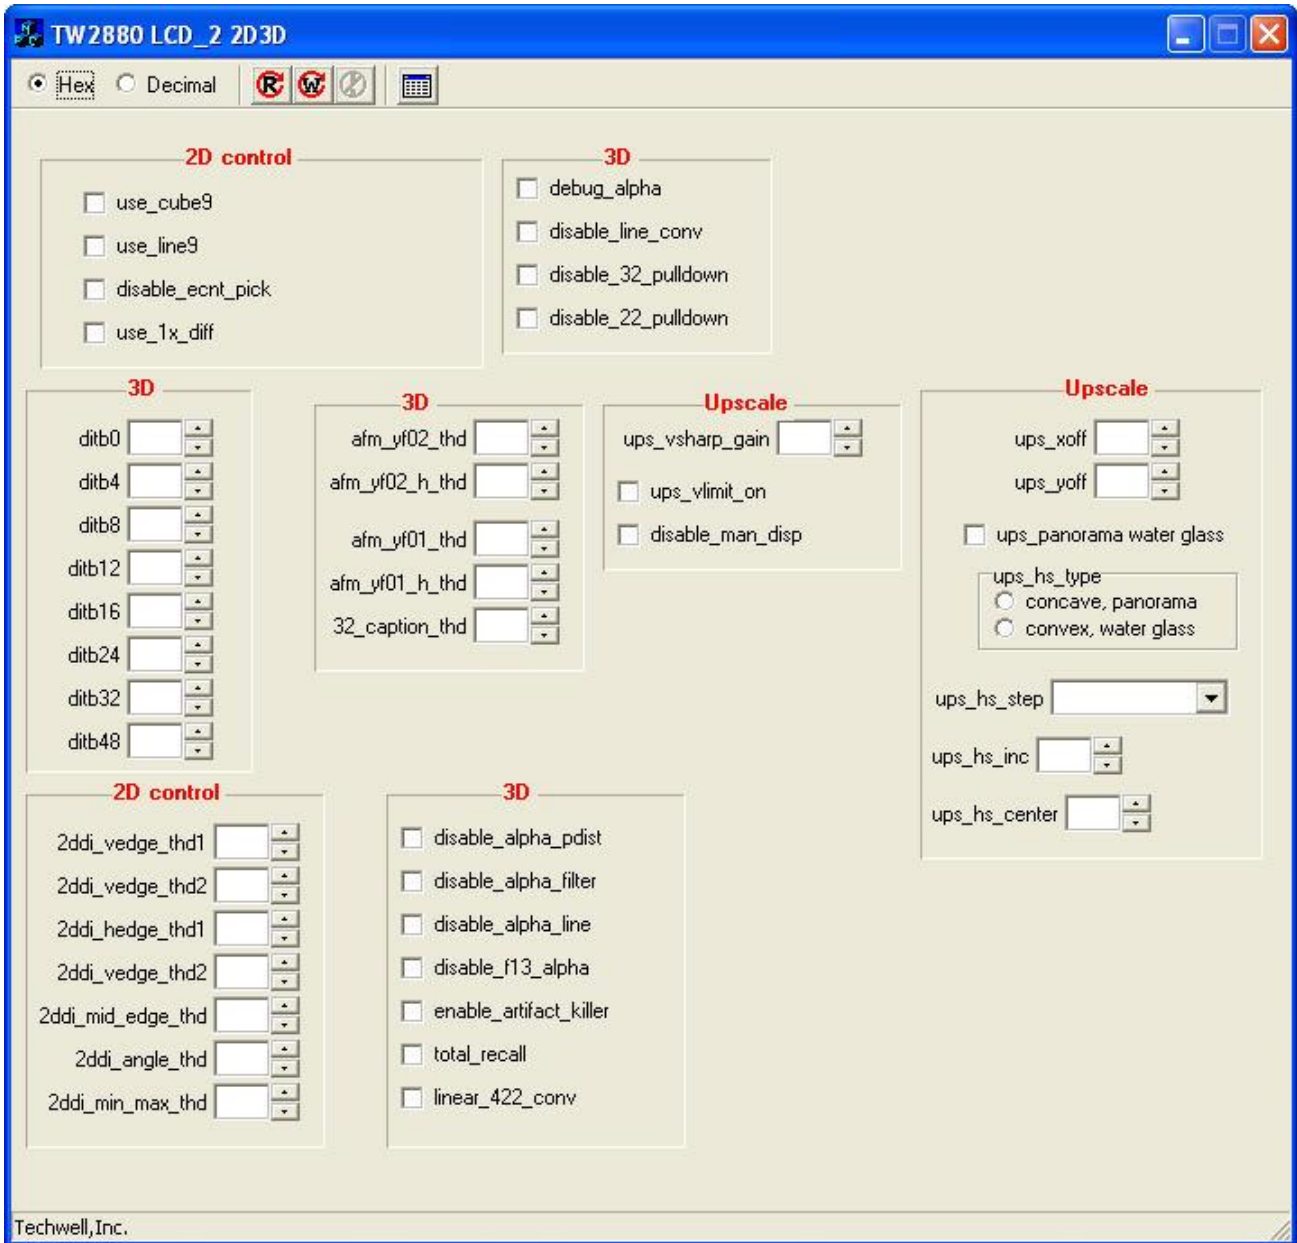 TW2880 LCD_2 2D3D
Hex Decimal R W
2D control
use_cube9
use_line9
disable_ecnt_pick
use_1x_diff
3D
debug_alpha
disable_line_conv
disable_32_pulldown
disable_22_pulldown
3D
ditb0
ditb4
ditb8
ditb12
ditb16
ditb24
ditb32
ditb48
3D
afm_yf02_thd
afm_yf02_h_thd
afm_yf01_thd
afm_yf01_h_thd
32_caption_thd
Upscale
ups_vsharp_gain
ups_vlimit_on
disable_man_disp
Upscale
ups_xoff
ups_yoff
ups_panorama water glass
ups_hs_type
concave, panorama
convex, water glass
ups_hs_step
ups_hs_inc
ups_hs_center
2D control
2ddi_vedge_thd1
2ddi_vedge_thd2
2ddi_hedge_thd1
2ddi_vedge_thd2
2ddi_mid_edge_thd
2ddi_angle_thd
2ddi_min_max_thd
3D
disable_alpha_pdist
disable_alpha_filter
disable_alpha_line
disable_f13_alpha
enable_artifact_killer
total_recall
linear_422_conv
Techwell,Inc.